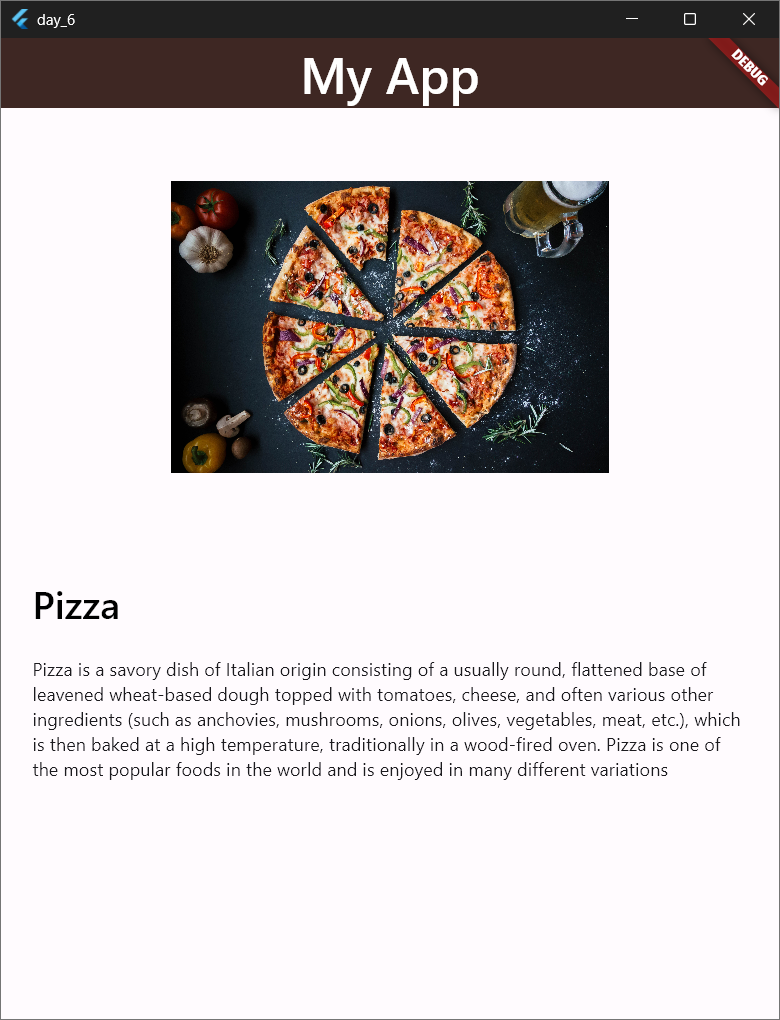 day_6
My App
DEBUG
Pizza
Pizza is a savory dish of Italian origin consisting of a usually round, flattened base of
leavened wheat-based dough topped with tomatoes, cheese, and often various other
ingredients (such as anchovies, mushrooms, onions, olives, vegetables, meat, etc.), which
is then baked at a high temperature, traditionally in a wood-fired oven. Pizza is one of
the most popular foods in the world and is enjoyed in many different variations